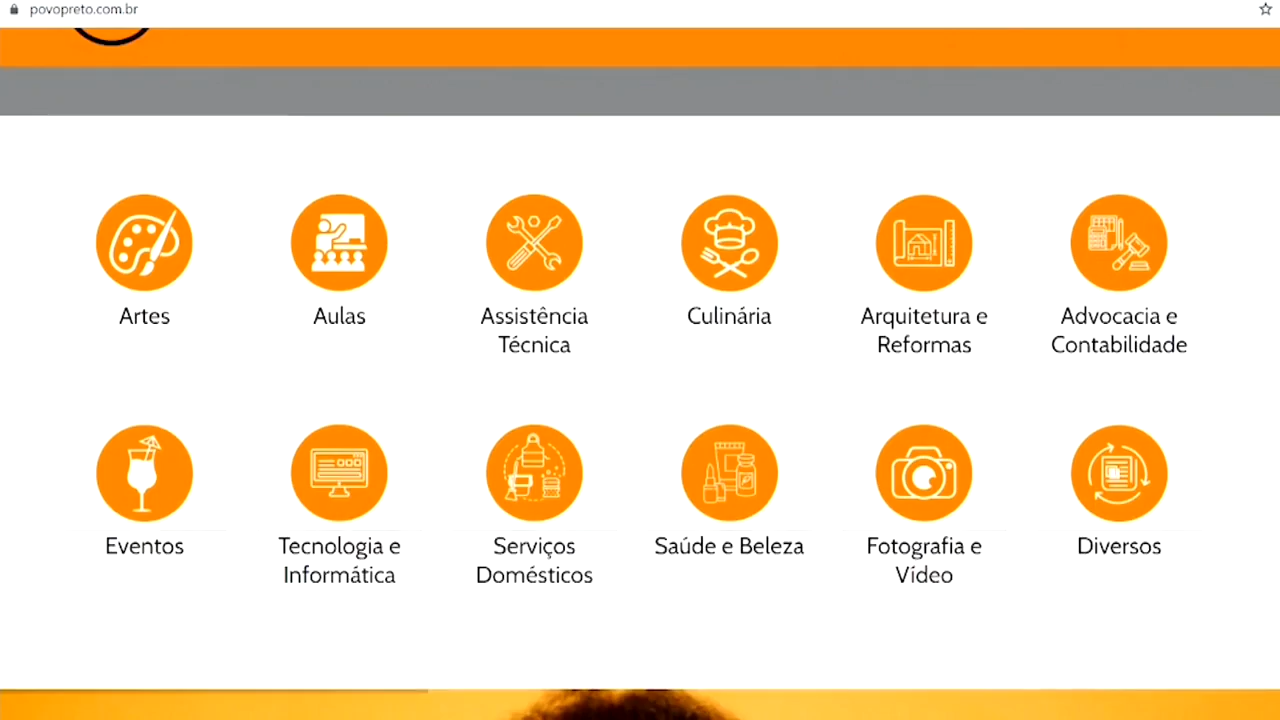 povopreto.com.br
Artes
Aulas
Assistência
Técnica
Culinária
Arquitetura e
Reformas
Advocacia e
Contabilidade
Eventos
Tecnologia e
Informática
Serviços
Domésticos
Saúde e Beleza
Fotografia e
Vídeo
Diversos